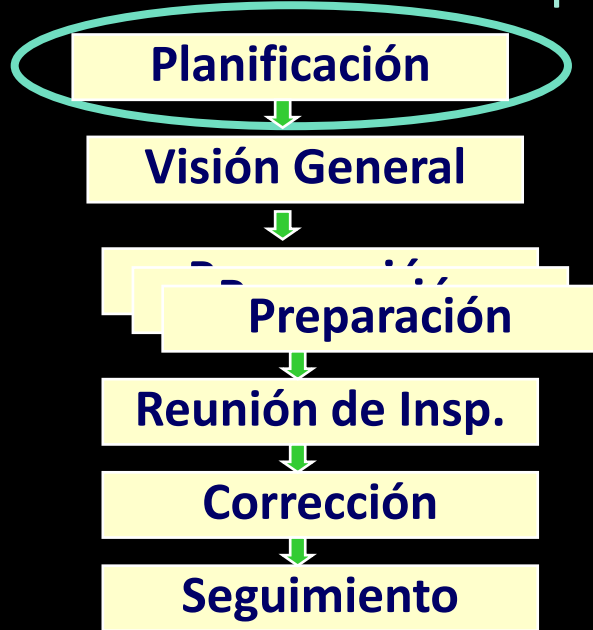 Planificación
Visión General
Preparación
Reunión de Insp.
Corrección
Seguimiento